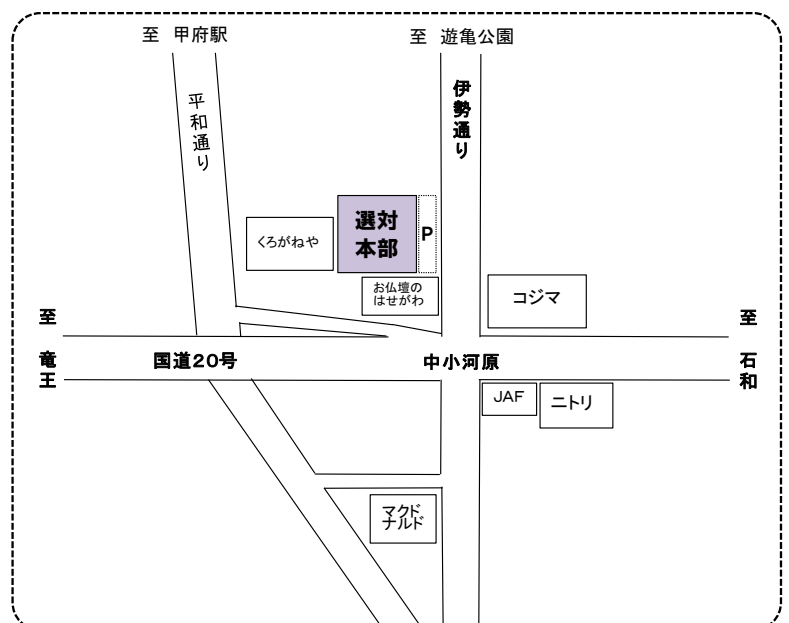 至 甲府駅
至 遊亀公園
平和通り
伊勢通り
くろがねや
選対
本部
P
お仏壇の
はせがわ
コジマ
至
竜王
国道20号
中小河原
至
石和
JAF
ニトリ
マクド
ナルド